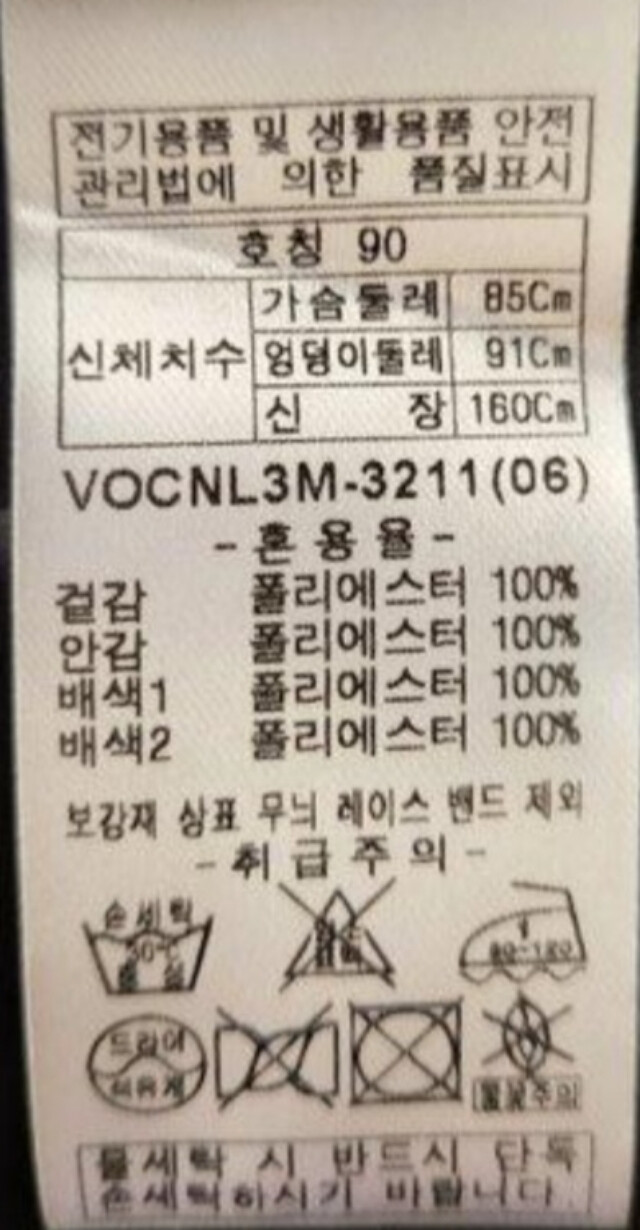 전기용품 및 생활용품 안전
관리법에 의한 품질표시
호칭 90
신체치수
가슴둘레 85Cm
엉덩이둘레 91Cm
신 장 160Cm
VOCNL3M-3211(06)
- 혼용율 -
겉감 폴리에스터 100%
안감 폴리에스터 100%
배색1 폴리에스터 100%
배색2 폴리에스터 100%
보강재 상표 무늬 레이스 밴드 제외
- 취급주의 -
손세탁
30℃
80-120
드라이
석유계
불꽃주의
물세탁 시 반드시 단독
손세탁하시기 바랍니다.